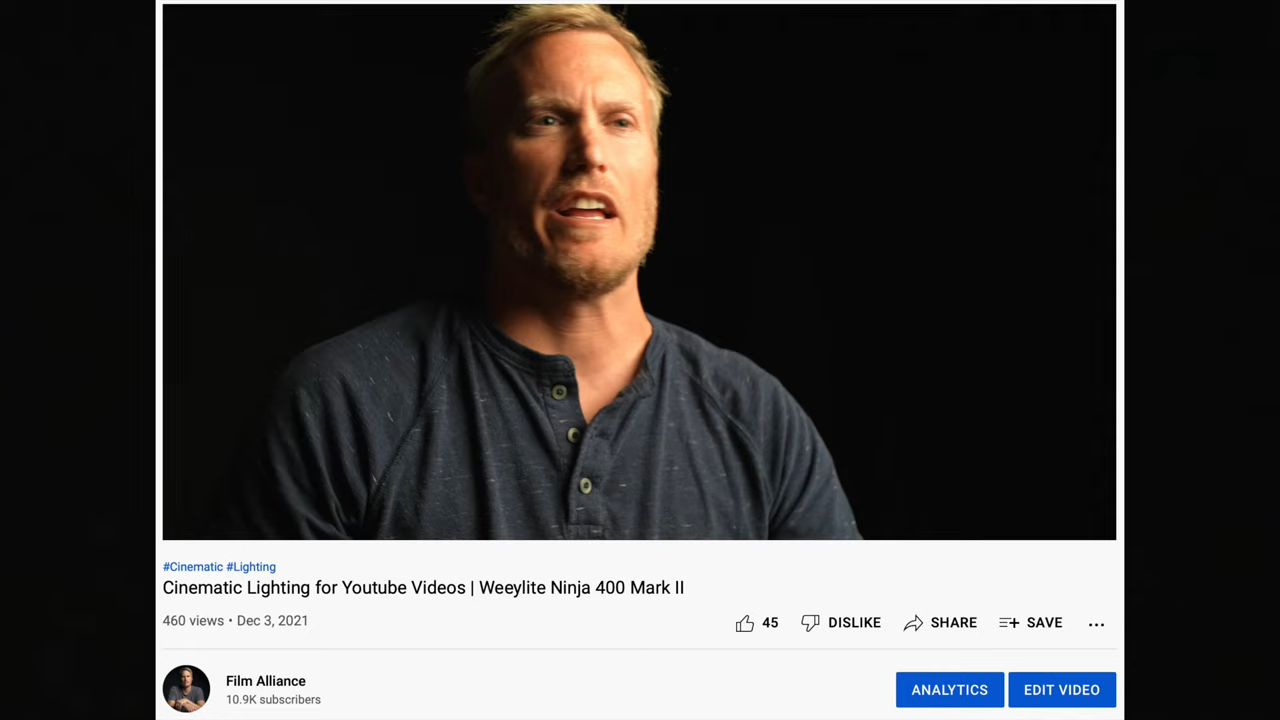 #Cinematic #Lighting
Cinematic Lighting for Youtube Videos | Weeylite Ninja 400 Mark II
460 views • Dec 3, 2021
45 DISLIKE SHARE SAVE ...
Film Alliance
10.9K subscribers
ANALYTICS EDIT VIDEO